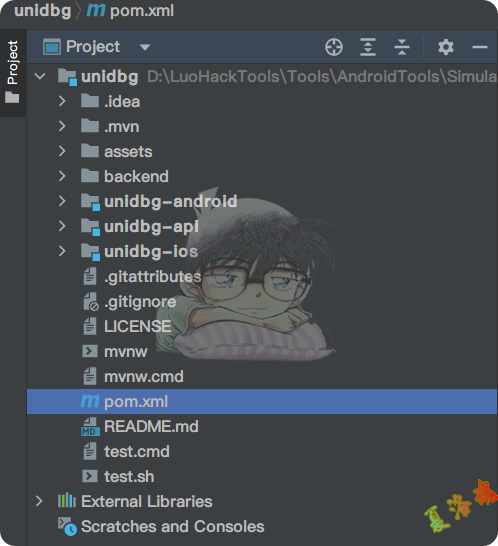 unidbg 〉 m pom.xml
Project
Project
unidbg D:\LuoHackTools\Tools\AndroidTools\Simula
.idea
.mvn
assets
backend
unidbg-android
unidbg-api
unidbg-ios
.gitattributes
.gitignore
LICENSE
mvnw
mvnw.cmd
m pom.xml
MD README.md
test.cmd
test.sh
External Libraries
Scratches and Consoles